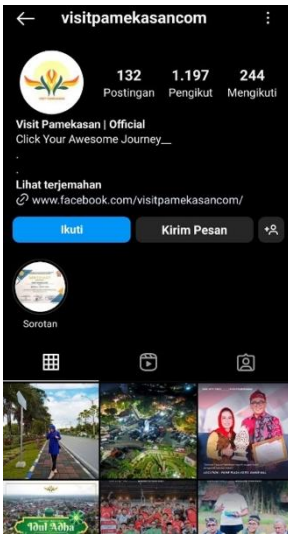 visitpamekasancom
132 1.197 244
Postingan Pengikut Mengikuti
Visit Pamekasan | Official
Click Your Awesome Journey__
.
.
Lihat terjemahan
www.facebook.com/visitpamekasancom/
Ikuti Kirim Pesan
Sorotan
Idul Adha